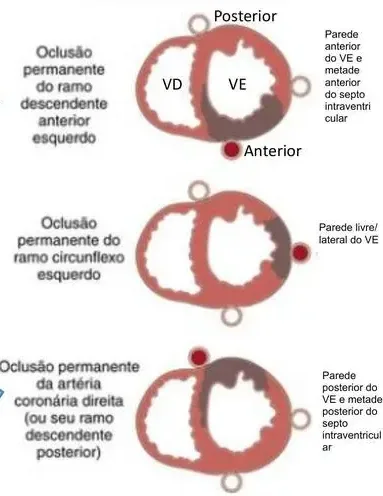 Posterior
Oclusão
permanente
do ramo
descendente
anterior
esquerdo
VD
VE
Anterior
Parede
anterior
do VE e
metade
anterior
do septo
intraventri
cular
Oclusão
permanente do
ramo circunflexo
esquerdo
Parede livre/
lateral do VE
Oclusão permanente
da artéria
coronária direita
(ou seu ramo
descendente
posterior)
Parede
posterior do
VE e metade
posterior do
septo
intraventricul
ar